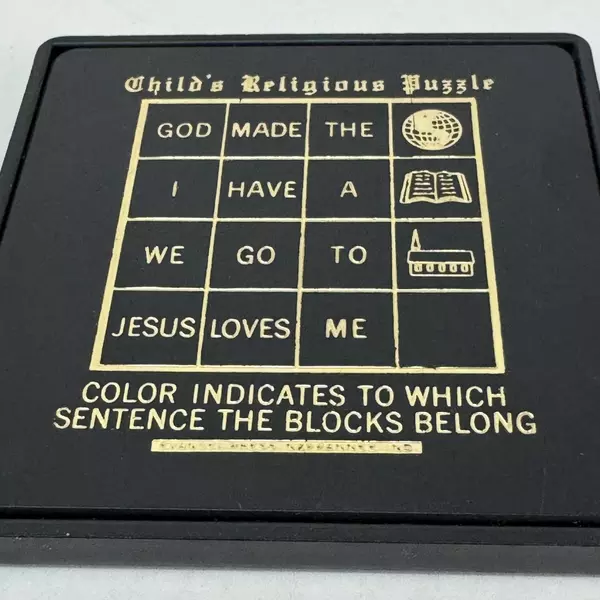 Child's Religious Puzzle
GOD MADE THE
I HAVE A
WE GO TO
JESUS LOVES ME
COLOR INDICATES TO WHICH
SENTENCE THE BLOCKS BELONG
PRESS